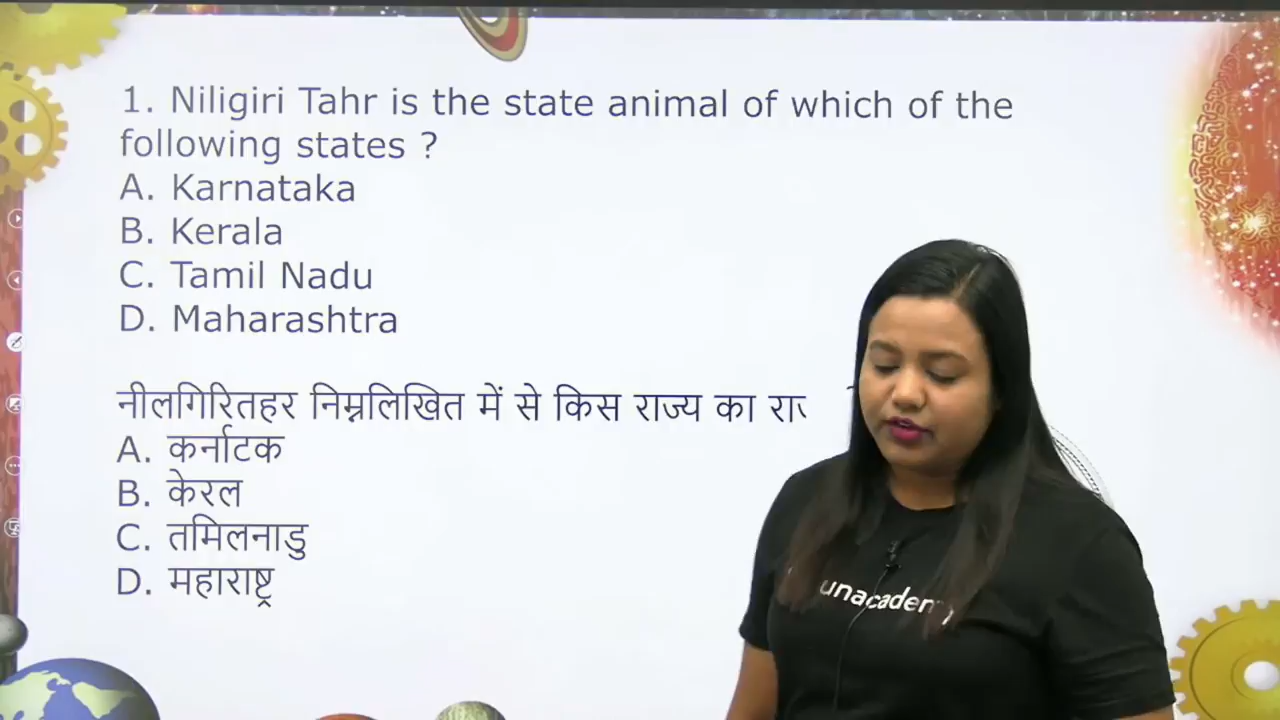 1. Niligiri Tahr is the state animal of which of the
following states ?
A. Karnataka
B. Kerala
C. Tamil Nadu
D. Maharashtra
नीलगिरितहर निम्नलिखित में से किस राज्य का
A. कर्नाटक
B. केरल
C. तमिलनाडु
D. महाराष्ट्र
unacademy